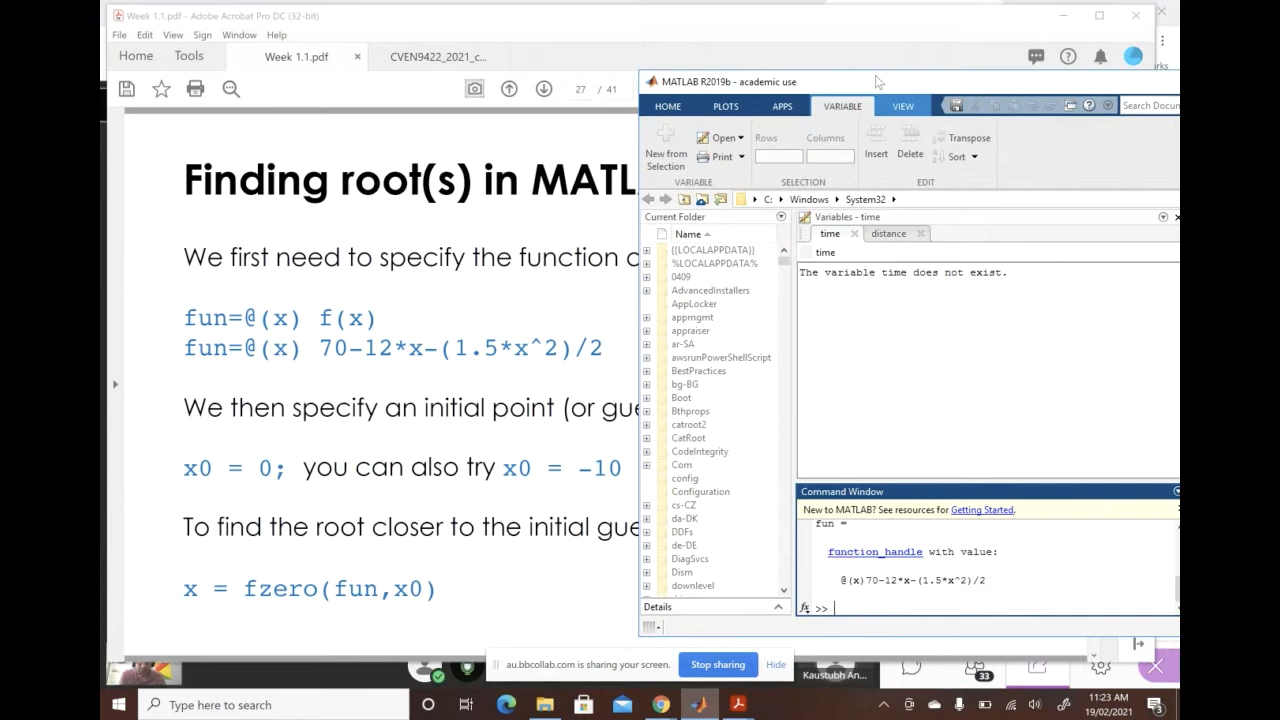 Week 1.1.pdf - Adobe Acrobat Pro DC (32-bit)
File Edit View Sign Window Help
Home Tools Week 1.1.pdf × CVEN9422_2021_c...
27 / 41
Finding root(s) in MATL
We first need to specify the function o
fun=@(x) f(x)
fun=@(x) 70-12*x-(1.5*x^2)/2
We then specify an initial point (or gue
x0 = 0; you can also try x0 = -10
To find the root closer to the initial gue
x = fzero(fun,x0)
MATLAB R2019b - academic use
HOME PLOTS APPS VARIABLE VIEW Search Docun
New from Selection
Open
Print
Rows Columns
Insert Delete
Transpose
Sort
VARIABLE SELECTION EDIT
C: Windows System32
Current Folder
Name
{{LOCALAPPDATA}}
%LOCALAPPDATA%
0409
AdvancedInstallers
AppLocker
appmgmt
appraiser
ar-SA
awsrunPowerShellScript
BestPractices
bg-BG
Boot
Bthprops
catroot2
CatRoot
CodeIntegrity
Com
config
Configuration
cs-CZ
da-DK
DDFs
de-DE
DiagSvcs
Dism
downlevel
Details
Variables - time
time distance
time
The variable time does not exist.
Command Window
New to MATLAB? See resources for Getting Started.
fun =
function_handle with value:
@(x)70-12*x-(1.5*x^2)/2
fx >>
au.bbcollab.com is sharing your screen. Stop sharing Hide
Kaustubh An...
33
Type here to search
11:23 AM
19/02/2021
3